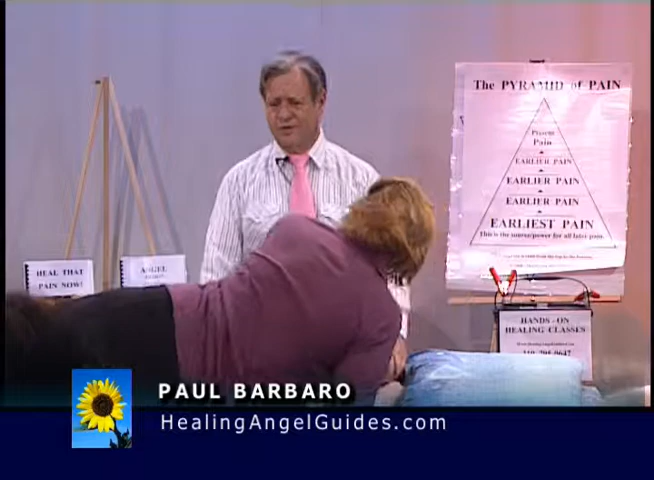 The PYRAMID of PAIN
Present
Pain
EARLIER PAIN
EARLIER PAIN
EARLIER PAIN
EARLIEST PAIN
"This is the source/power for all later pain"
HEAL THAT
PAIN NOW!
ANGEL
HANDS - ON
HEALING CLASSES
PAUL BARBARO
HealingAngelGuides.com